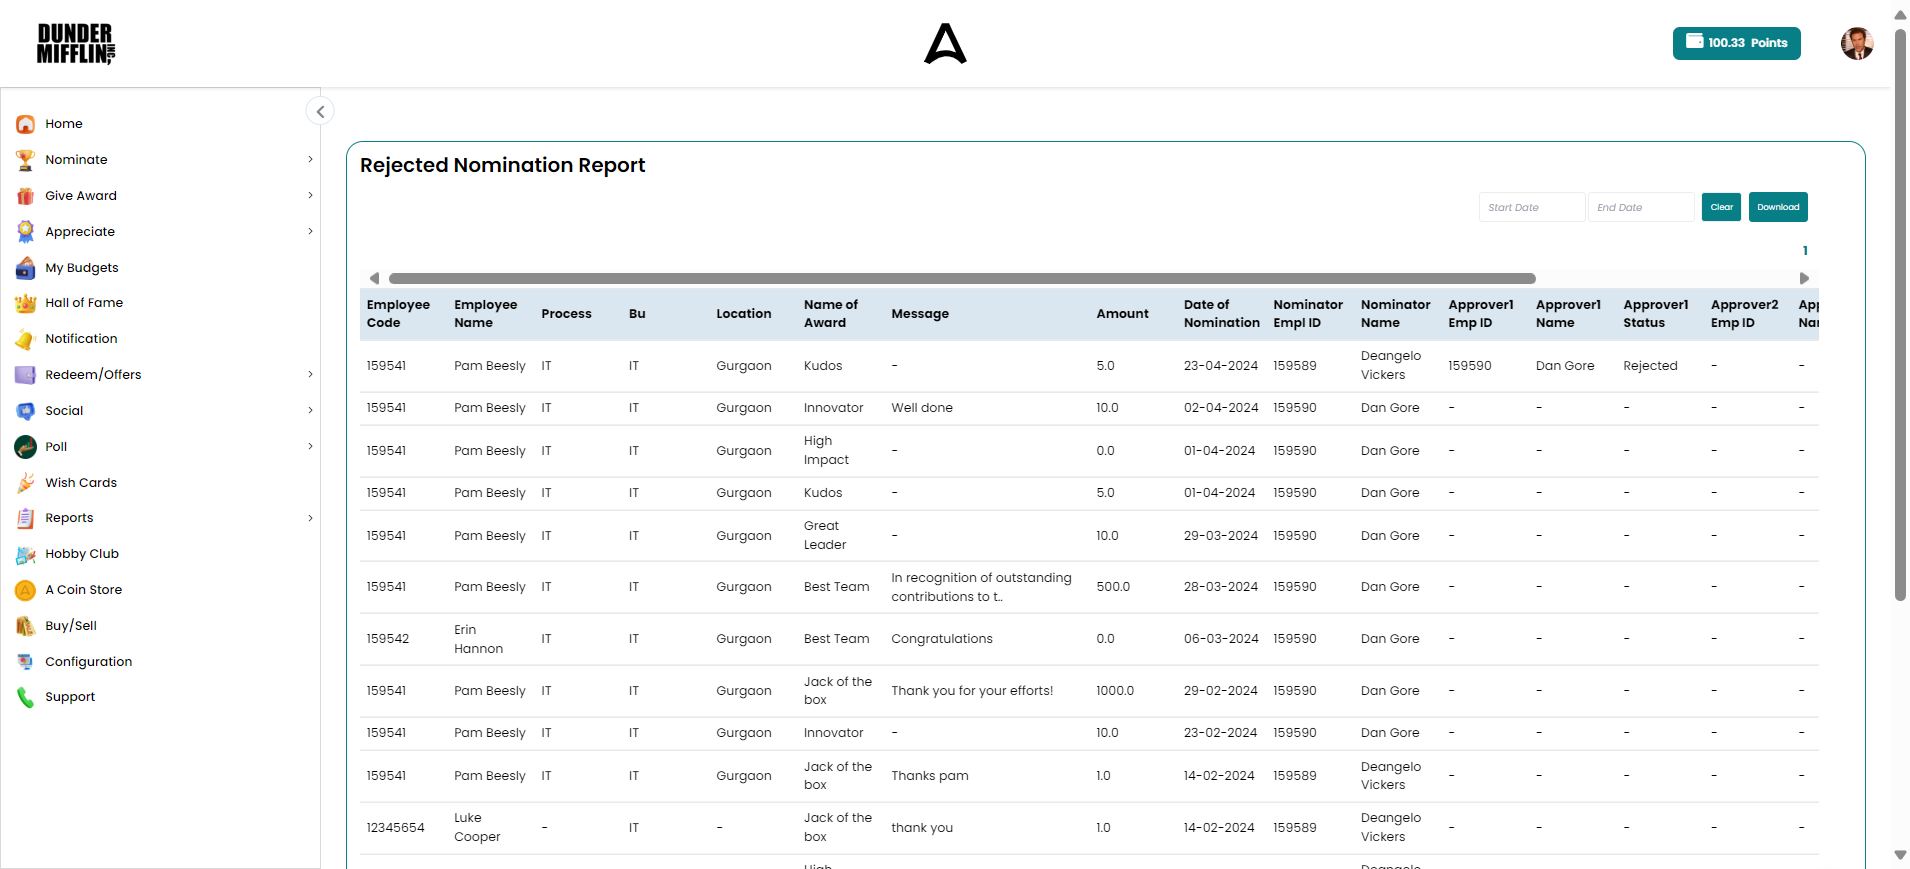 DUNDER
MIFFLIN, INC
100.33 Points
Home
Nominate
Give Award
Appreciate
My Budgets
Hall of Fame
Notification
Redeem/Offers
Social
Poll
Wish Cards
Reports
Hobby Club
A Coin Store
Buy/Sell
Configuration
Support
Rejected Nomination Report
Start Date End Date Clear Download
1
Employee Code Employee Name Process Bu Location Name of Award Message Amount Date of Nomination Nominator Empl ID Nominator Name Approver1 Emp ID Approver1 Name Approver1 Status Approver2 Emp ID
159541 Pam Beesly IT IT Gurgaon Kudos - 5.0 23-04-2024 159589 Deangelo Vickers 159590 Dan Gore Rejected - -
159541 Pam Beesly IT IT Gurgaon Innovator Well done 10.0 02-04-2024 159590 Dan Gore - - - - -
159541 Pam Beesly IT IT Gurgaon High Impact - 0.0 01-04-2024 159590 Dan Gore - - - - -
159541 Pam Beesly IT IT Gurgaon Kudos - 5.0 01-04-2024 159590 Dan Gore - - - - -
159541 Pam Beesly IT IT Gurgaon Great Leader - 10.0 29-03-2024 159590 Dan Gore - - - - -
159541 Pam Beesly IT IT Gurgaon Best Team In recognition of outstanding contributions to t.. 500.0 28-03-2024 159590 Dan Gore - - - - -
159542 Erin Hannon IT IT Gurgaon Best Team Congratulations 0.0 06-03-2024 159590 Dan Gore - - - - -
159541 Pam Beesly IT IT Gurgaon Jack of the box Thank you for your efforts! 1000.0 29-02-2024 159590 Dan Gore - - - - -
159541 Pam Beesly IT IT Gurgaon Innovator - 10.0 23-02-2024 159590 Dan Gore - - - - -
159541 Pam Beesly IT IT Gurgaon Jack of the box Thanks pam 1.0 14-02-2024 159589 Deangelo Vickers - - - - -
12345654 Luke Cooper - IT - Jack of the box thank you 1.0 14-02-2024 159589 Deangelo Vickers - - - - -